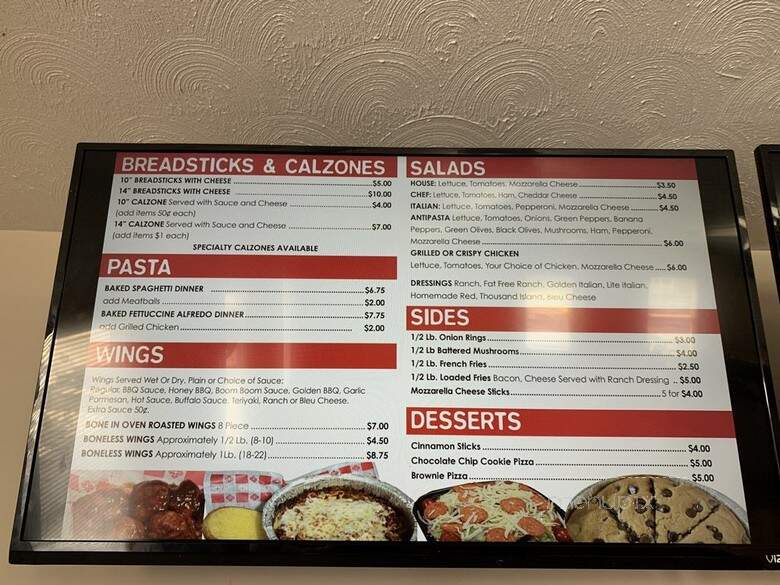 BREADSTICKS & CALZONES
10" BREADSTICKS WITH CHEESE $5.00
14" BREADSTICKS WITH CHEESE $10.00
10" CALZONE Served with Sauce and Cheese $4.00
(add items 50¢ each)
14" CALZONE Served with Sauce and Cheese $7.00
(add items $1 each)
SPECIALTY CALZONES AVAILABLE
PASTA
BAKED SPAGHETTI DINNER $6.75
add Meatballs $2.00
BAKED FETTUCCINE ALFREDO DINNER $7.75
add Grilled Chicken $2.00
WINGS
Wings Served Wet Or Dry. Plain or Choice of Sauce:
Regular, BBQ Sauce, Honey BBQ, Boom Boom Sauce, Golden BBQ, Garlic
Parmesan, Hot Sauce, Buffalo Sauce, Teriyaki, Ranch or Bleu Cheese.
Extra Sauce 50¢.
BONE IN OVEN ROASTED WINGS 8 Piece $7.00
BONELESS WINGS Approximately 1/2 Lb. (8-10) $4.50
BONELESS WINGS Approximately 1Lb. (18-22) $8.75
SALADS
HOUSE: Lettuce, Tomatoes, Mozzarella Cheese $3.50
CHEF: Lettuce, Tomatoes, Ham, Cheddar Cheese $4.50
ITALIAN: Lettuce, Tomatoes, Pepperoni, Mozzarella Cheese $4.50
ANTIPASTA Lettuce, Tomatoes, Onions, Green Peppers, Banana
Peppers, Green Olives, Black Olives, Mushrooms, Ham, Pepperoni,
Mozzarella Cheese $6.00
GRILLED OR CRISPY CHICKEN
Lettuce, Tomatoes, Your Choice of Chicken, Mozzarella Cheese $6.00
DRESSINGS Ranch, Fat Free Ranch, Golden Italian, Lite Italian,
Homemade Red, Thousand Island, Bleu Cheese
SIDES
1/2 Lb. Onion Rings $3.00
1/2 Lb Battered Mushrooms $4.00
1/2 Lb. French Fries $2.50
1/2 Lb. Loaded Fries Bacon, Cheese Served with Ranch Dressing $5.00
Mozzarella Cheese Sticks 5 for $4.00
DESSERTS
Cinnamon Sticks $4.00
Chocolate Chip Cookie Pizza $5.00
Brownie Pizza $5.00
menupix